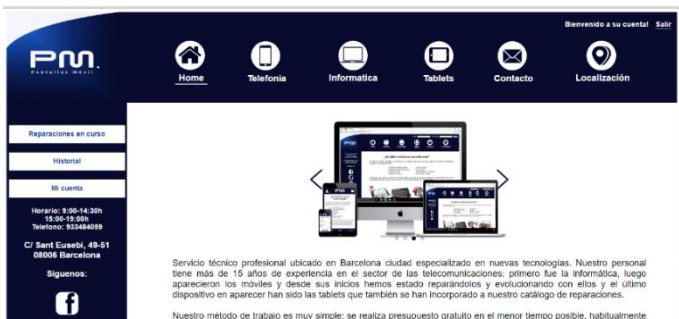 Bienvenido a su cuenta! Salir
PM.
Pantallas Móvil
Home Telefonia Informatica Tablets Contacto Localización
Reparaciones en curso
Historial
Mi cuenta
Horario: 9:00-14:30h
15:00-19:00h
Telefono: 933484059
C/ Sant Eusebi, 49-51
08006 Barcelona
Siguenos:
Servicio técnico profesional ubicado en Barcelona ciudad especializado en nuevas tecnologías. Nuestro personal
tiene más de 15 años de experiencia en el sector de las telecomunicaciones: primero fue la informática, luego
aparecieron los móviles y desde sus inicios hemos estado reparándolos y evolucionando con ellos y el último
dispositivo en aparecer han sido las tablets que también se han incorporado a nuestro catálogo de reparaciones.
Nuestro método de trabajo es muy simple: se realiza presupuesto gratuito en el menor tiempo posible, habitualmente